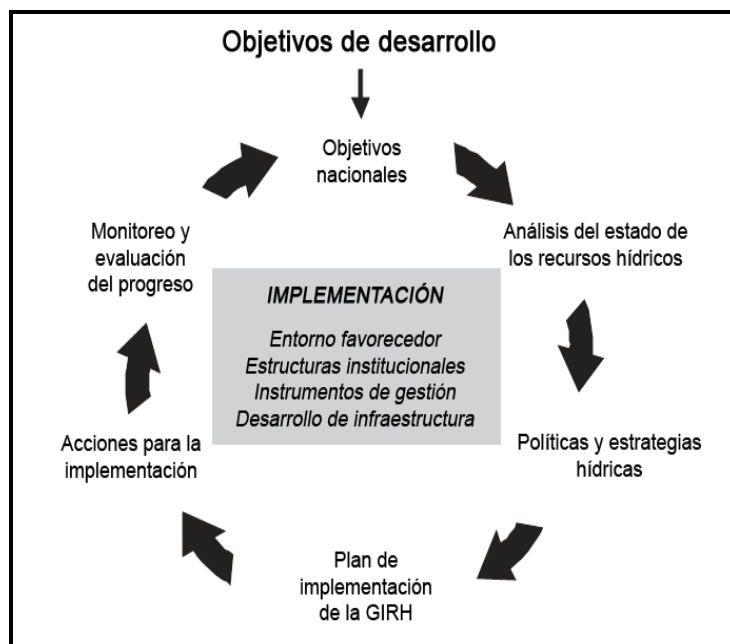 Objetivos de desarrollo
Objetivos
nacionales
Análisis del estado de
los recursos hídricos
Políticas y estrategias
hídricas
Plan de
implementación
de la GIRH
Acciones para la
implementación
Monitoreo y
evaluación
del progreso
IMPLEMENTACIÓN
Entorno favorecedor
Estructuras institucionales
Instrumentos de gestión
Desarrollo de infraestructura